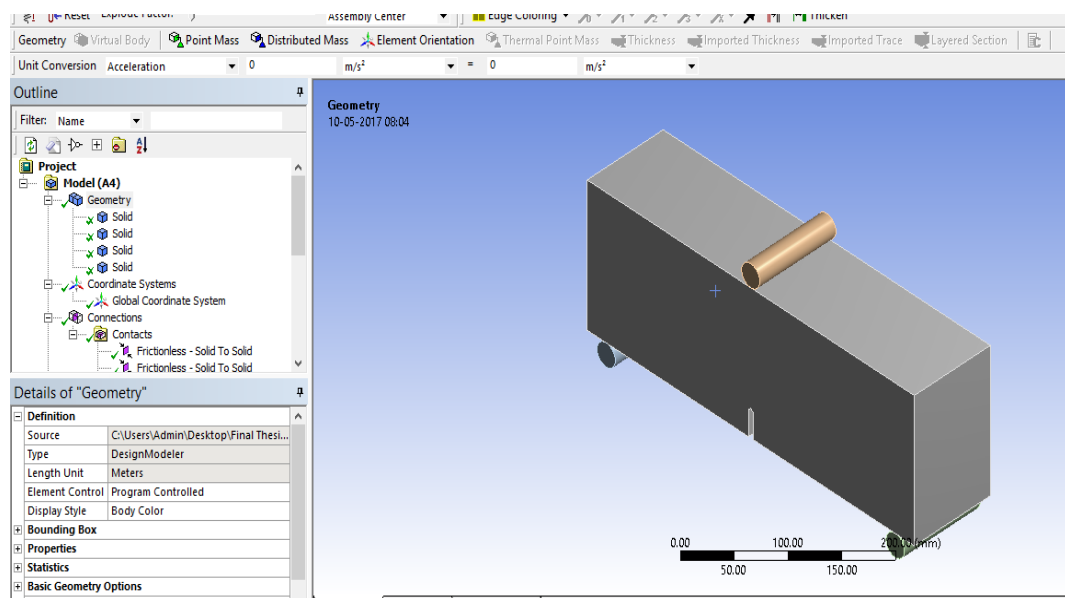 Reset Explode Factor: Assembly Center Edge Coloring Thicken
Geometry Virtual Body Point Mass Distributed Mass Element Orientation Thermal Point Mass Thickness Imported Thickness Imported Trace Layered Section
Unit Conversion Acceleration 0 m/s² = 0 m/s²
Outline
Filter: Name
Project
Model (A4)
Geometry
Solid
Solid
Solid
Solid
Coordinate Systems
Global Coordinate System
Connections
Contacts
Frictionless - Solid To Solid
Frictionless - Solid To Solid
Details of "Geometry"
Definition
Source C:\Users\Admin\Desktop\Final Thesi...
Type DesignModeler
Length Unit Meters
Element Control Program Controlled
Display Style Body Color
Bounding Box
Properties
Statistics
Basic Geometry Options
Geometry
10-05-2017 08:04
0.00 100.00 200.00 (mm)
50.00 150.00